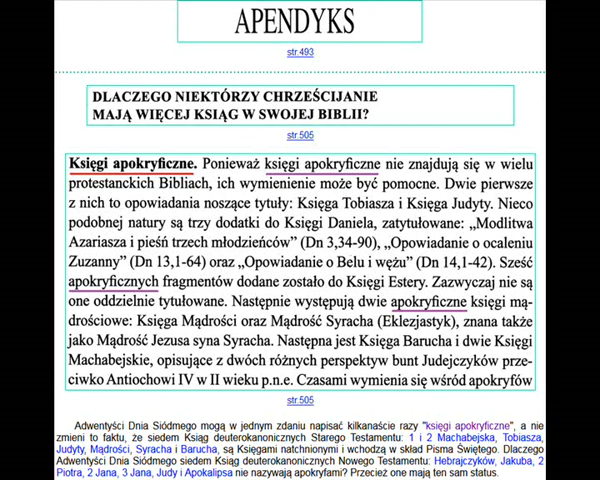 APENDYKS
str.493
DLACZEGO NIEKTÓRZY CHRZEŚCIJANIE
MAJĄ WIĘCEJ KSIĄG W SWOJEJ BIBLII?
str.505
Księgi apokryficzne. Ponieważ księgi apokryficzne nie znajdują się w wielu
protestanckich Bibliach, ich wymienienie może być pomocne. Dwie pierwsze
z nich to opowiadania noszące tytuły: Księga Tobiasza i Księga Judyty. Nieco
podobnej natury są trzy dodatki do Księgi Daniela, zatytułowane: „Modlitwa
Azariasza i pieśń trzech młodzieńców” (Dn 3,34-90), „Opowiadanie o ocaleniu
Zuzanny” (Dn 13,1-64) oraz „Opowiadanie o Belu i wężu” (Dn 14,1-42). Sześć
apokryficznych fragmentów dodane zostało do Księgi Estery. Zazwyczaj nie są
one oddzielnie tytułowane. Następnie występują dwie apokryficzne księgi mą-
drościowe: Księga Mądrości oraz Mądrość Syracha (Eklezjastyk), znana także
jako Mądrość Jezusa syna Syracha. Następna jest Księga Barucha i dwie Księgi
Machabejskie, opisujące z dwóch różnych perspektyw bunt Judejczyków prze-
ciwko Antiochowi IV w II wieku p.n.e. Czasami wymienia się wśród apokryfów
str.505
Adwentyści Dnia Siódmego mogą w jednym zdaniu napisać kilkanaście razy "księgi apokryficzne", a nie
zmieni to faktu, że siedem Ksiąg deuterokanonicznych Starego Testamentu: 1 i 2 Machabejska, Tobiasza,
Judyty, Mądrości, Syracha i Barucha, są Księgami natchnionymi i wchodzą w skład Pisma Świętego. Dlaczego
Adwentyści Dnia Siódmego siedem Ksiąg deuterokanonicznych Nowego Testamentu: Hebrajczyków, Jakuba, 2
Piotra, 2 Jana, 3 Jana, Judy i Apokalipsa nie nazywają apokryfami? Przecież one mają ten sam status.